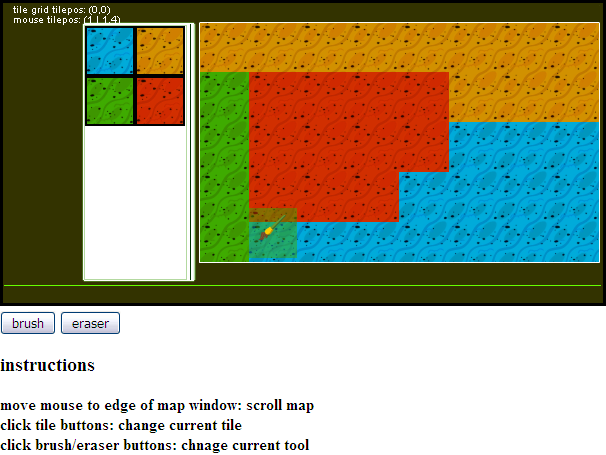 tile grid tilepos: (0,0)
mouse tilepos: (1 | 1,4)
brush eraser
instructions
move mouse to edge of map window: scroll map
click tile buttons: change current tile
click brush/eraser buttons: chnage current tool